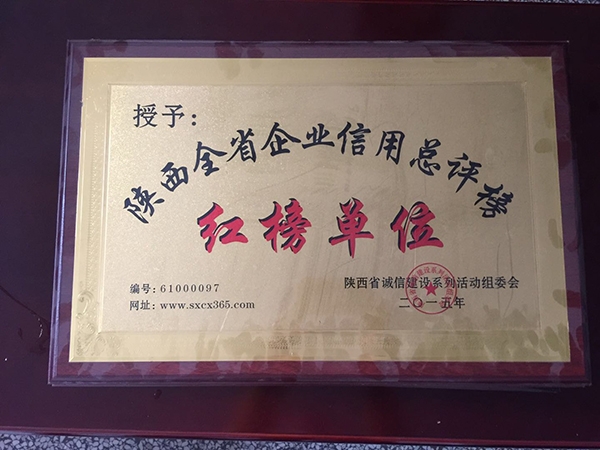 授予：
陕西全省企业信用总评榜
红榜单位
编号：61000097
网址：www.sxcx365.com
陕西省诚信建设系列活动组委会
二〇一五年